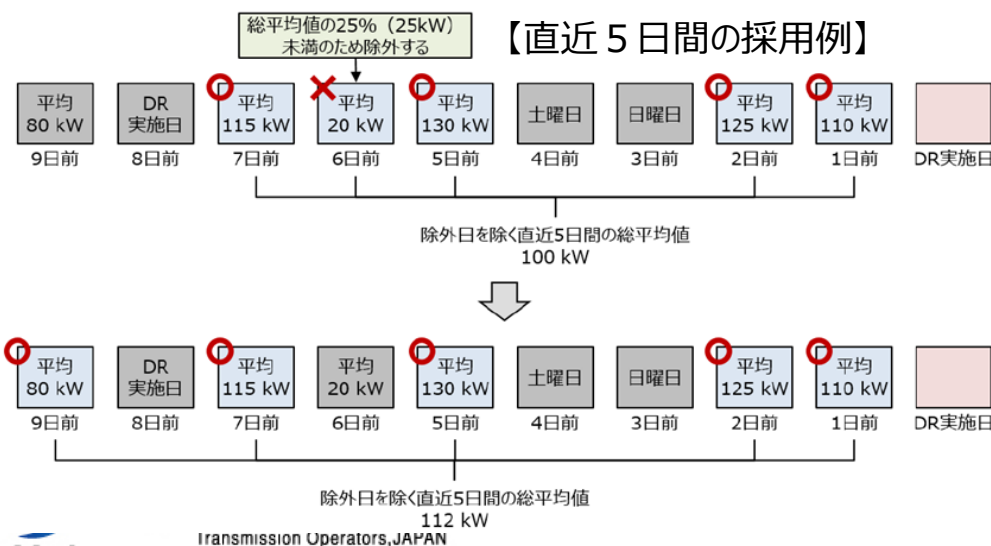 総平均値の25%（25kW）
未満のため除外する
【直近５日間の採用例】
平均
80 kW
DR
実施日
平均
115 kW
平均
20 kW
平均
130 kW
土曜日
日曜日
平均
125 kW
平均
110 kW
9日前
8日前
7日前
6日前
5日前
4日前
3日前
2日前
1日前
DR実施日
除外日を除く直近5日間の総平均値
100 kW
平均
80 kW
DR
実施日
平均
115 kW
平均
20 kW
平均
130 kW
土曜日
日曜日
平均
125 kW
平均
110 kW
9日前
8日前
7日前
6日前
5日前
4日前
3日前
2日前
1日前
DR実施日
除外日を除く直近5日間の総平均値
112 kW
Transmission Operators,JAPAN